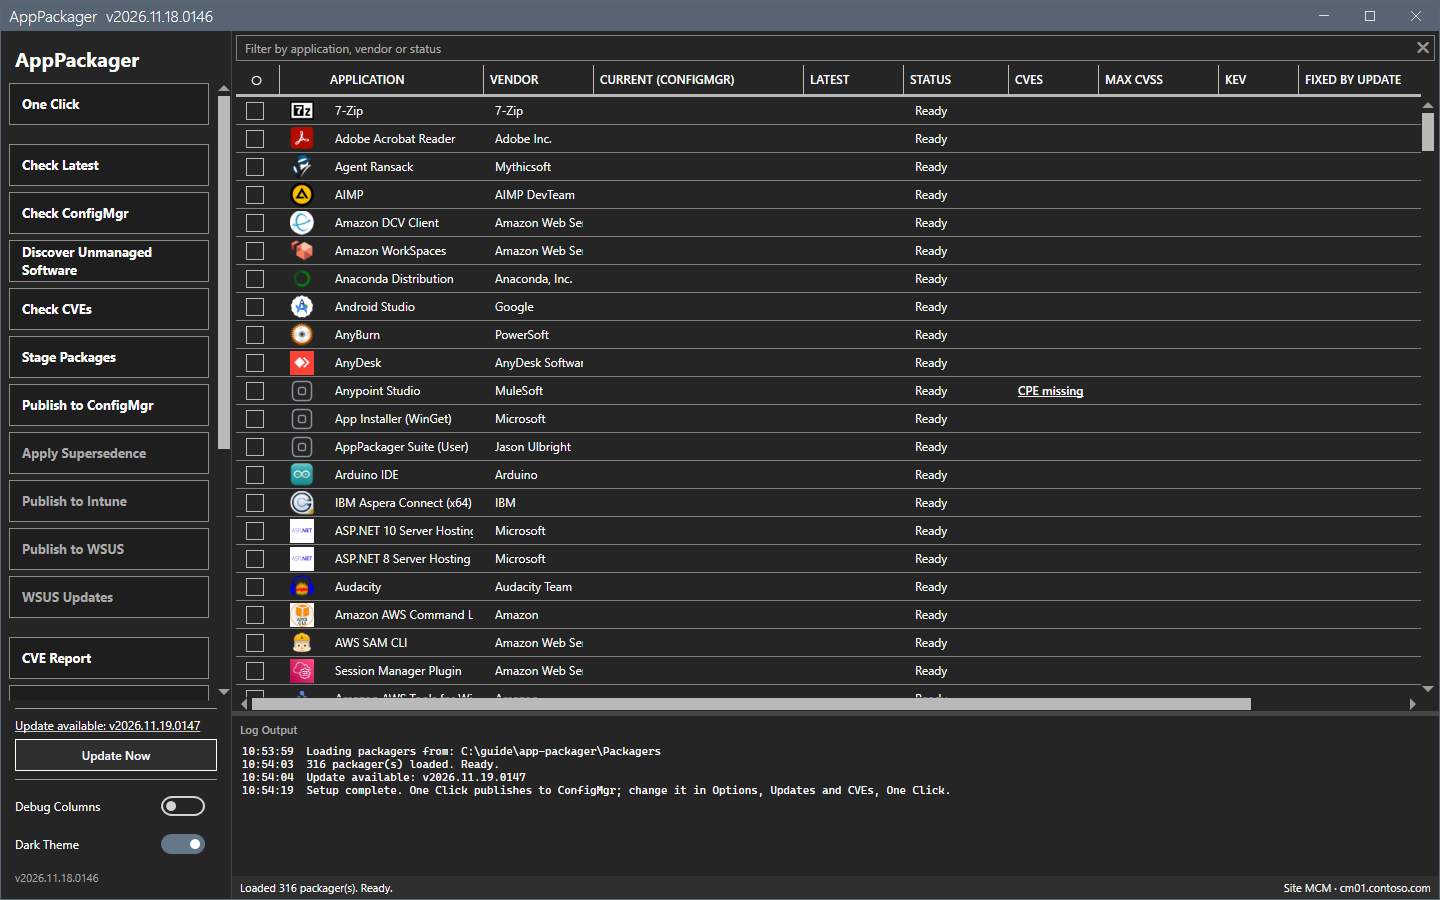 AppPackager v2026.11.18.0146
AppPackager
One Click
Check Latest
Check ConfigMgr
Discover Unmanaged
Software
Check CVEs
Stage Packages
Publish to ConfigMgr
Apply Supersedence
Publish to Intune
Publish to WSUS
WSUS Updates
CVE Report
Update available: v2026.11.19.0147
Update Now
Debug Columns
Dark Theme
v2026.11.18.0146
Filter by application, vendor or status
APPLICATION VENDOR CURRENT (CONFIGMGR) LATEST STATUS CVES MAX CVSS KEV FIXED BY UPDATE
7-Zip 7-Zip Ready
Adobe Acrobat Reader Adobe Inc. Ready
Agent Ransack Mythicsoft Ready
AIMP AIMP DevTeam Ready
Amazon DCV Client Amazon Web Se Ready
Amazon WorkSpaces Amazon Web Se Ready
Anaconda Distribution Anaconda, Inc. Ready
Android Studio Google Ready
AnyBurn PowerSoft Ready
AnyDesk AnyDesk Softwar Ready
Anypoint Studio MuleSoft Ready CPE missing
App Installer (WinGet) Microsoft Ready
AppPackager Suite (User) Jason Ulbright Ready
Arduino IDE Arduino Ready
IBM Aspera Connect (x64) IBM Ready
ASP.NET 10 Server Hosting Microsoft Ready
ASP.NET 8 Server Hosting Microsoft Ready
Audacity Audacity Team Ready
Amazon AWS Command L Amazon Ready
AWS SAM CLI Amazon Web Se Ready
Session Manager Plugin Amazon Web Se Ready
Amazon AWS Tools for Wi Amazon Ready
Log Output
10:53:59 Loading packagers from: C:\guide\app-packager\Packagers
10:54:03 316 packager(s) loaded. Ready.
10:54:04 Update available: v2026.11.19.0147
10:54:19 Setup complete. One Click publishes to ConfigMgr; change it in Options, Updates and CVEs, One Click.
Loaded 316 packager(s). Ready.
Site MCM · cm01.contoso.com